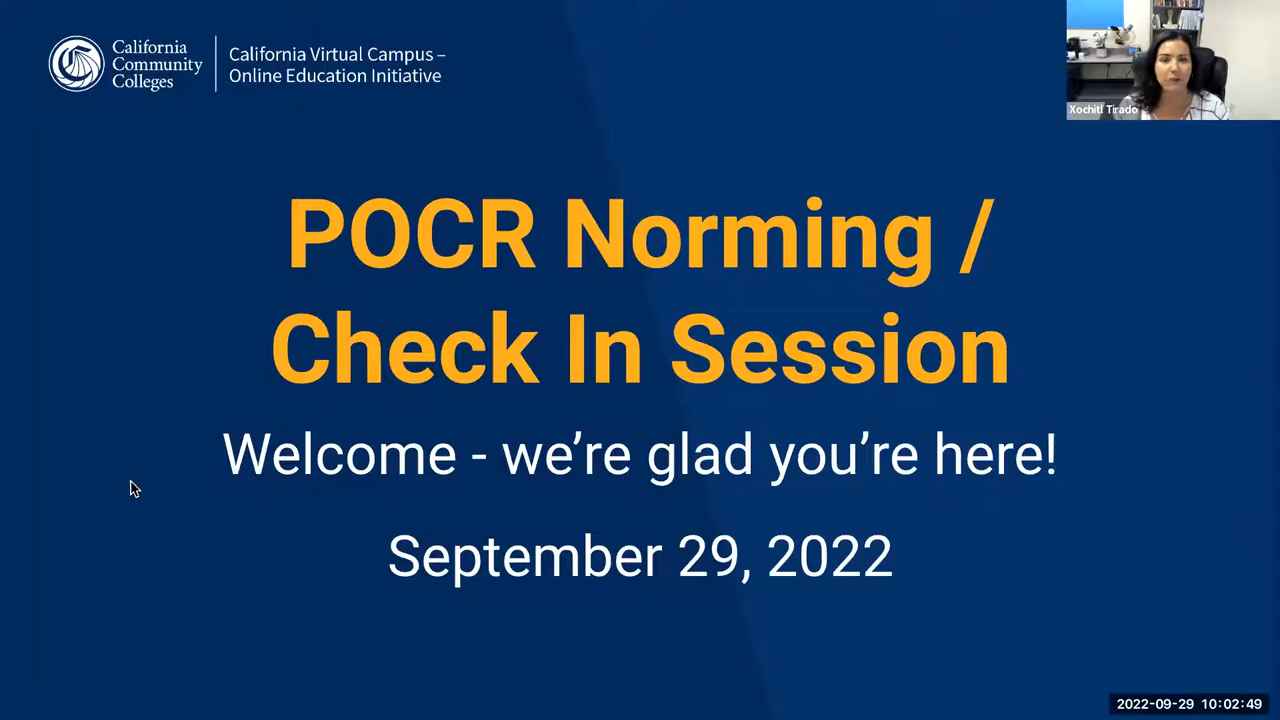 California
Community
Colleges
California Virtual Campus –
Online Education Initiative
Xochitl Tirado
POCR Norming /
Check In Session
Welcome - we’re glad you’re here!
September 29, 2022
2022-09-29 10:02:49